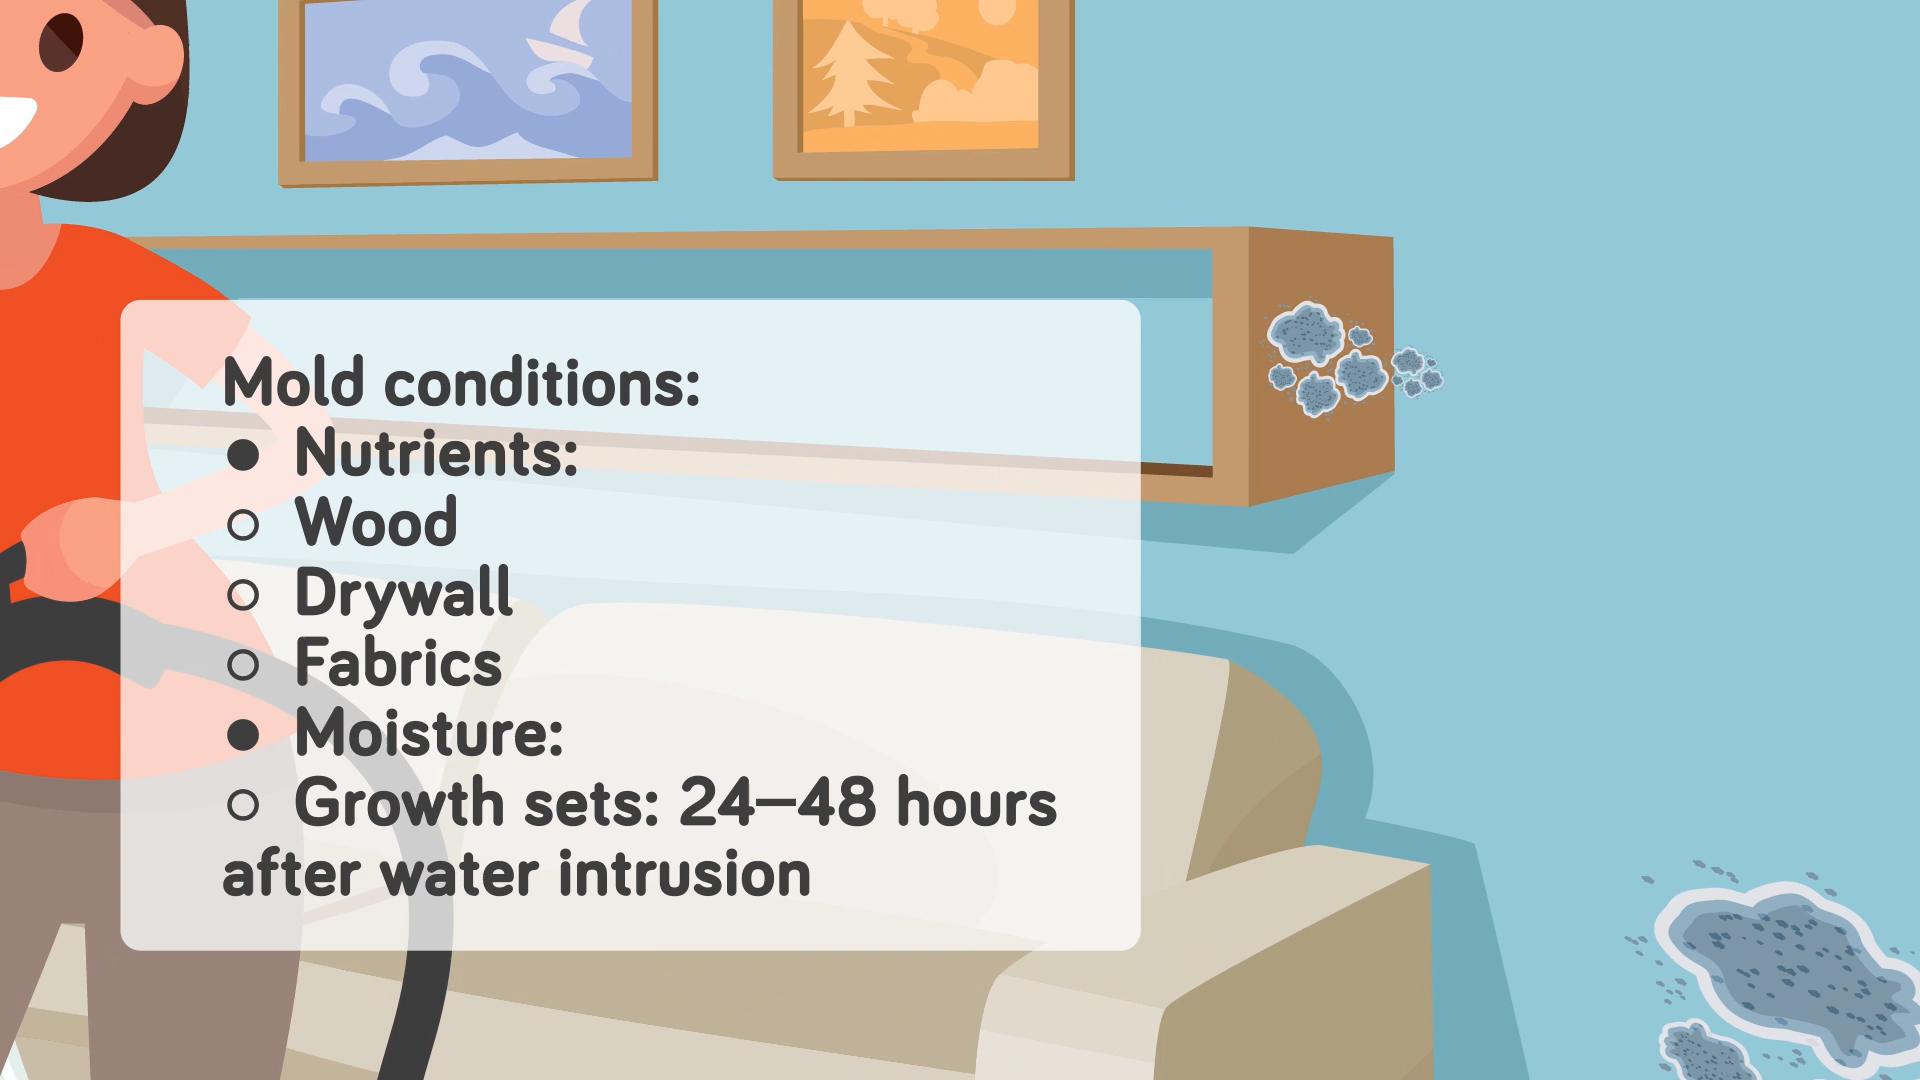 Mold conditions:
● Nutrients:
○ Wood
○ Drywall
○ Fabrics
● Moisture:
○ Growth sets: 24–48 hours
after water intrusion